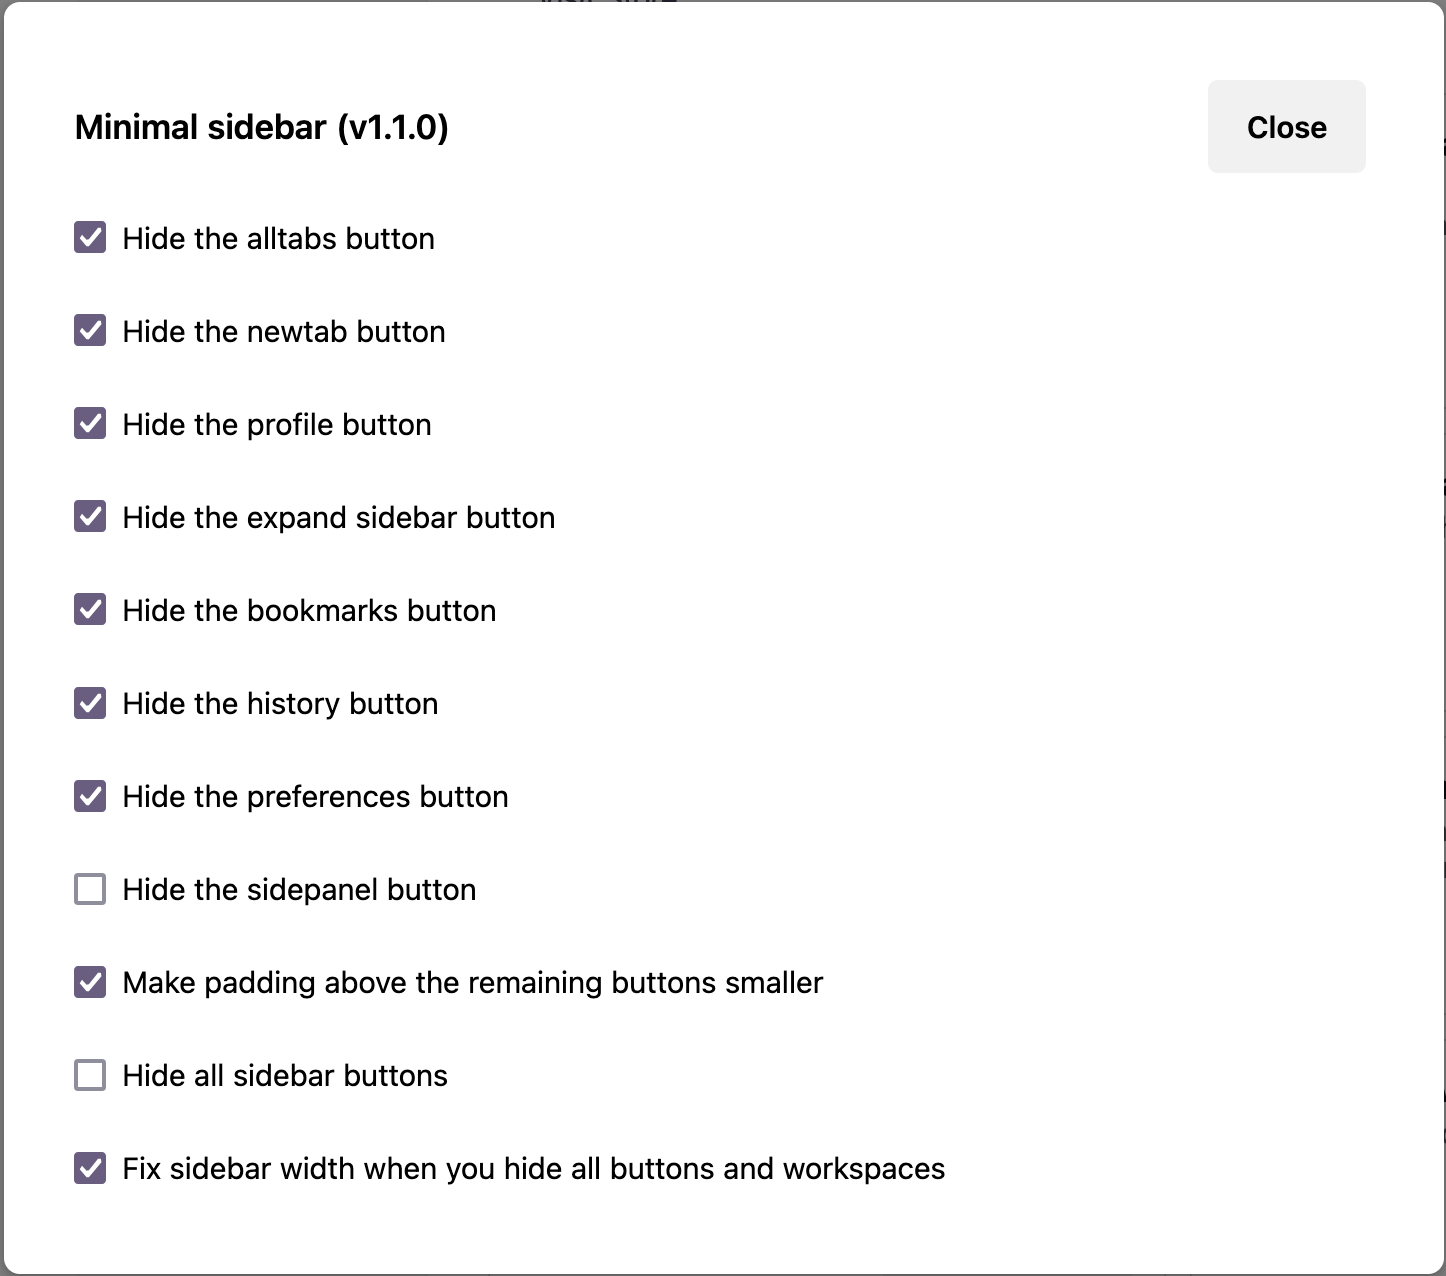 Minimal sidebar (v1.1.0)
Close
Hide the alltabs button
Hide the newtab button
Hide the profile button
Hide the expand sidebar button
Hide the bookmarks button
Hide the history button
Hide the preferences button
Hide the sidepanel button
Make padding above the remaining buttons smaller
Hide all sidebar buttons
Fix sidebar width when you hide all buttons and workspaces